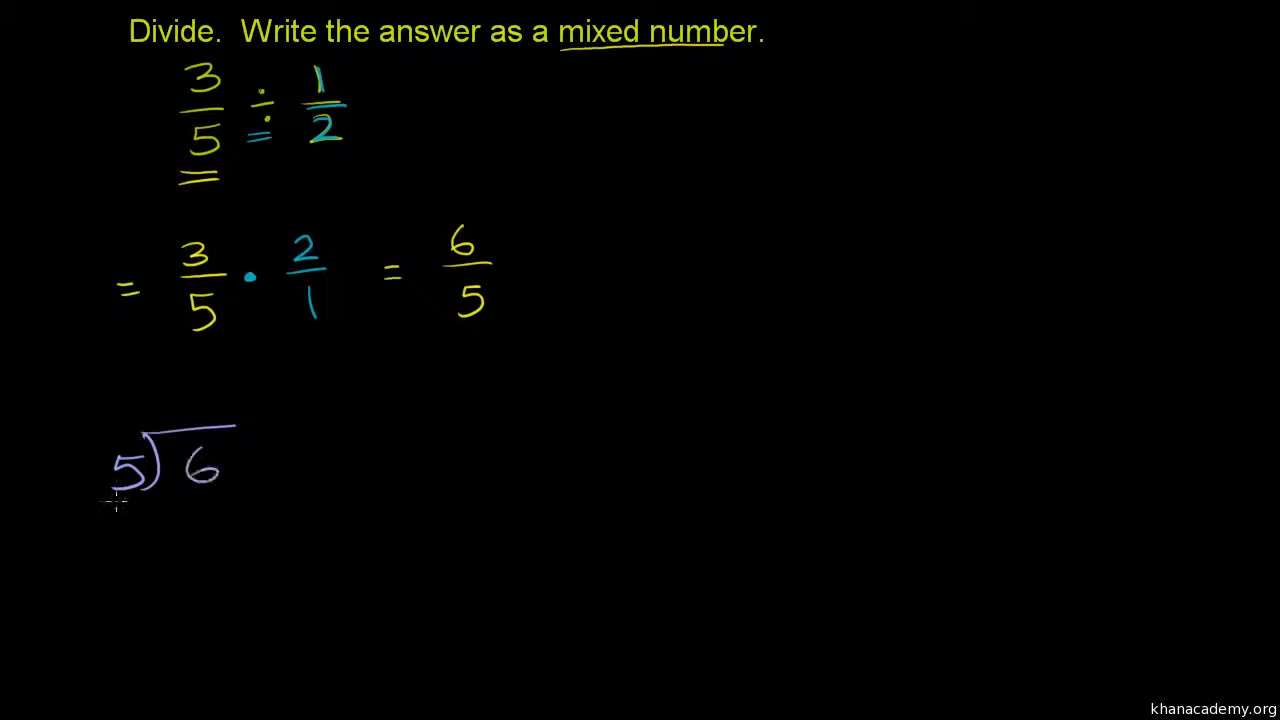 Divide. Write the answer as a mixed number.
3/5 ÷ 1/2
= 3/5 · 2/1 = 6/5
5)6
khanacademy.org